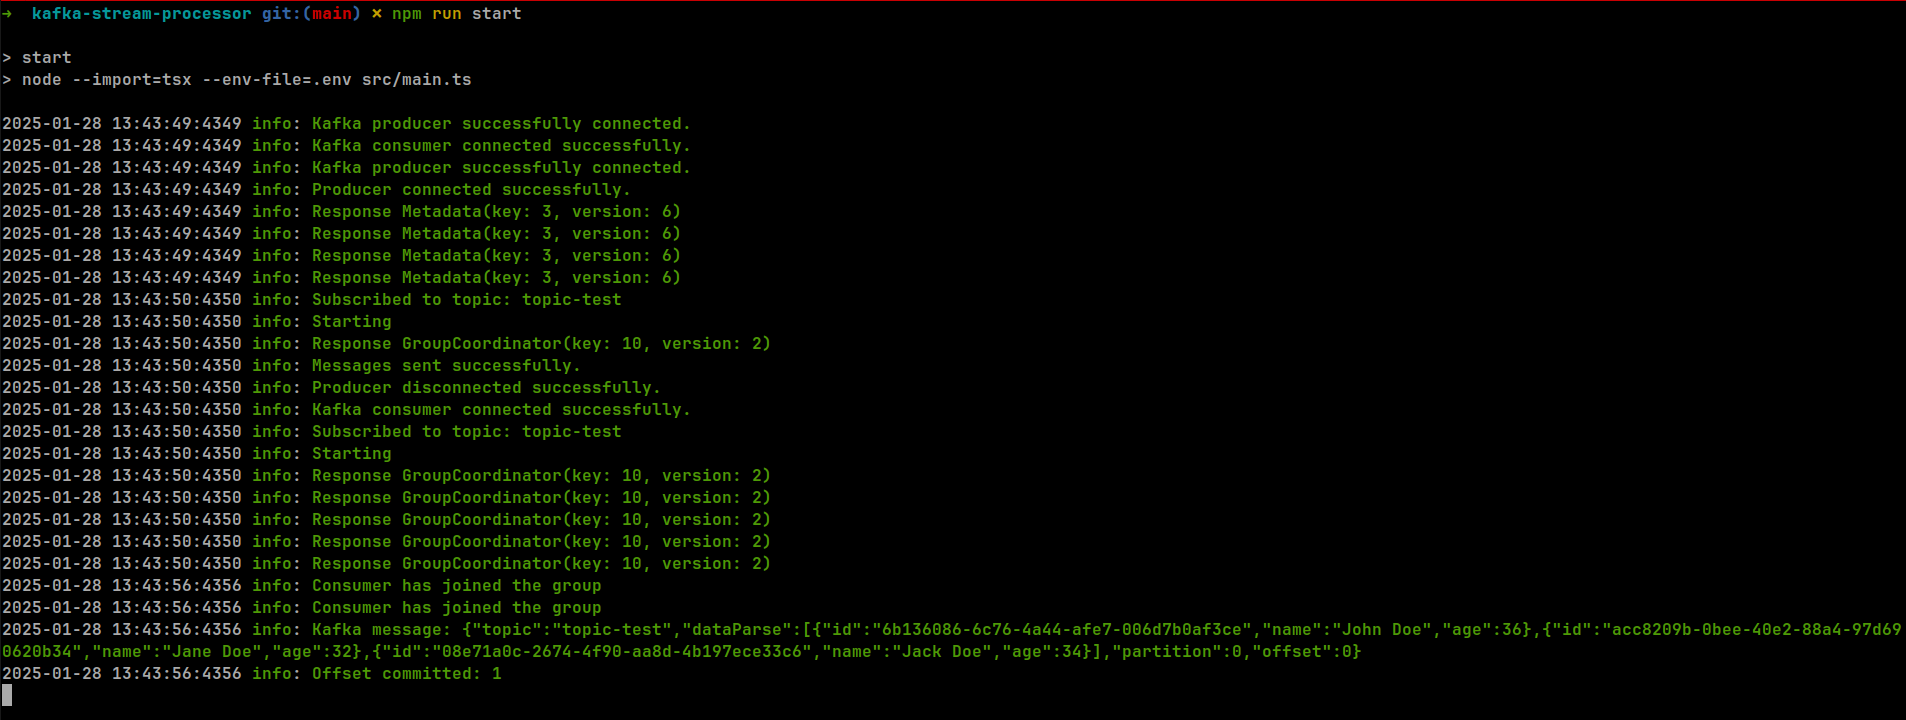 →  kafka-stream-processor git:(main) × npm run start
> start
> node --import=tsx --env-file=.env src/main.ts
2025-01-28 13:43:49:4349 info: Kafka producer successfully connected.
2025-01-28 13:43:49:4349 info: Kafka consumer connected successfully.
2025-01-28 13:43:49:4349 info: Kafka producer successfully connected.
2025-01-28 13:43:49:4349 info: Producer connected successfully.
2025-01-28 13:43:49:4349 info: Response Metadata(key: 3, version: 6)
2025-01-28 13:43:49:4349 info: Response Metadata(key: 3, version: 6)
2025-01-28 13:43:49:4349 info: Response Metadata(key: 3, version: 6)
2025-01-28 13:43:49:4349 info: Response Metadata(key: 3, version: 6)
2025-01-28 13:43:50:4350 info: Subscribed to topic: topic-test
2025-01-28 13:43:50:4350 info: Starting
2025-01-28 13:43:50:4350 info: Response GroupCoordinator(key: 10, version: 2)
2025-01-28 13:43:50:4350 info: Messages sent successfully.
2025-01-28 13:43:50:4350 info: Producer disconnected successfully.
2025-01-28 13:43:50:4350 info: Kafka consumer connected successfully.
2025-01-28 13:43:50:4350 info: Subscribed to topic: topic-test
2025-01-28 13:43:50:4350 info: Starting
2025-01-28 13:43:50:4350 info: Response GroupCoordinator(key: 10, version: 2)
2025-01-28 13:43:50:4350 info: Response GroupCoordinator(key: 10, version: 2)
2025-01-28 13:43:50:4350 info: Response GroupCoordinator(key: 10, version: 2)
2025-01-28 13:43:50:4350 info: Response GroupCoordinator(key: 10, version: 2)
2025-01-28 13:43:50:4350 info: Response GroupCoordinator(key: 10, version: 2)
2025-01-28 13:43:56:4356 info: Consumer has joined the group
2025-01-28 13:43:56:4356 info: Consumer has joined the group
2025-01-28 13:43:56:4356 info: Kafka message: {"topic":"topic-test","dataParse":[{"id":"6b136086-6c76-4a44-afe7-006d7b0af3ce","name":"John Doe","age":36},{"id":"acc8209b-0bee-40e2-88a4-97d69
0620b34","name":"Jane Doe","age":32},{"id":"08e71a0c-2674-4f90-aa8d-4b197ece33c6","name":"Jack Doe","age":34}],"partition":0,"offset":0}
2025-01-28 13:43:56:4356 info: Offset committed: 1